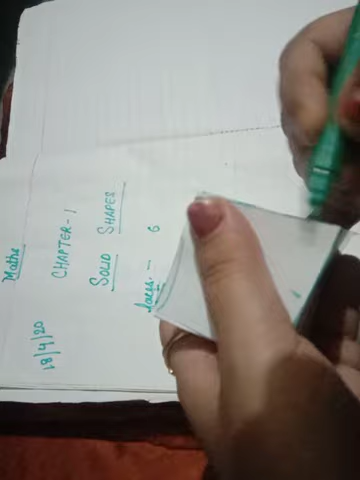 Maths
18/4/20
CHAPTER-1
SOLID SHAPES
faces. - 6